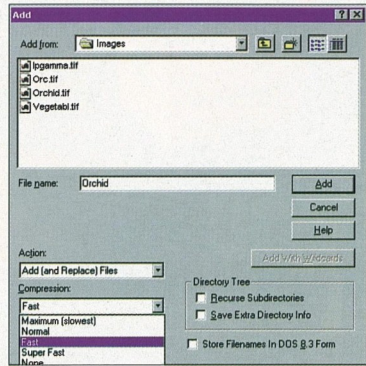 Add
Add from: Images
lpgamma.tif
Orc.tif
Orchid.tif
Vegetabl.tif
File name: Orchid
Add
Cancel
Help
Add With Wildcards
Action:
Add (and Replace) Files
Compression:
Fast
Maximum (slowest)
Normal
Fast
Super Fast
None
Directory Tree
Recurse Subdirectories
Save Extra Directory Info
Store Filenames In DOS 8.3 Form